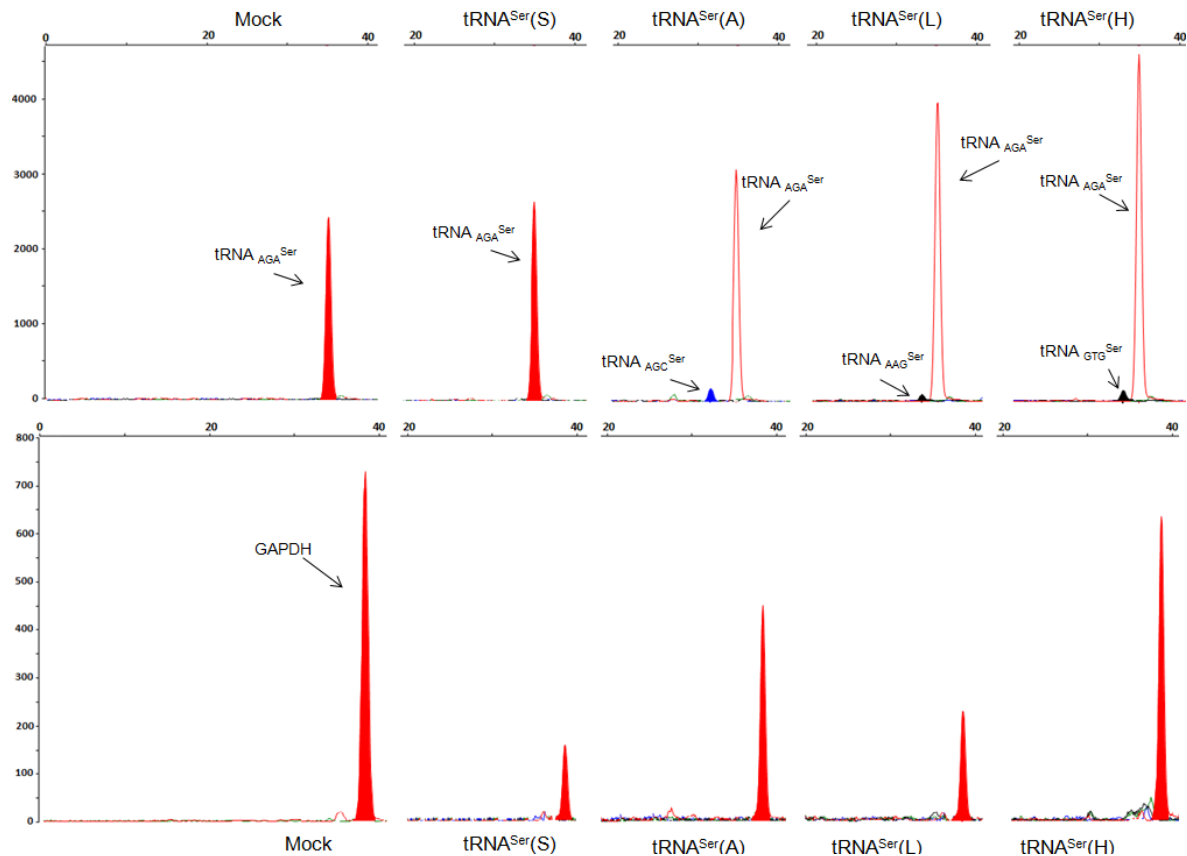 Mock tRNASer(S) tRNASer(A) tRNASer(L) tRNASer(H)
0 20 40 20 40 20 40 20 40 20 40
4000
3000
2000
1000
0
tRNA AGASer
tRNA AGASer
tRNA AGASer
tRNA AGASer
tRNA AGASer
tRNA AGCSer
tRNA AAGSer
tRNA GTGSer
0 20 40 20 40 20 40 20 40 20 40
800
700
600
500
400
300
200
100
0
GAPDH
Mock tRNASer(S) tRNASer(A) tRNASer(L) tRNASer(H)